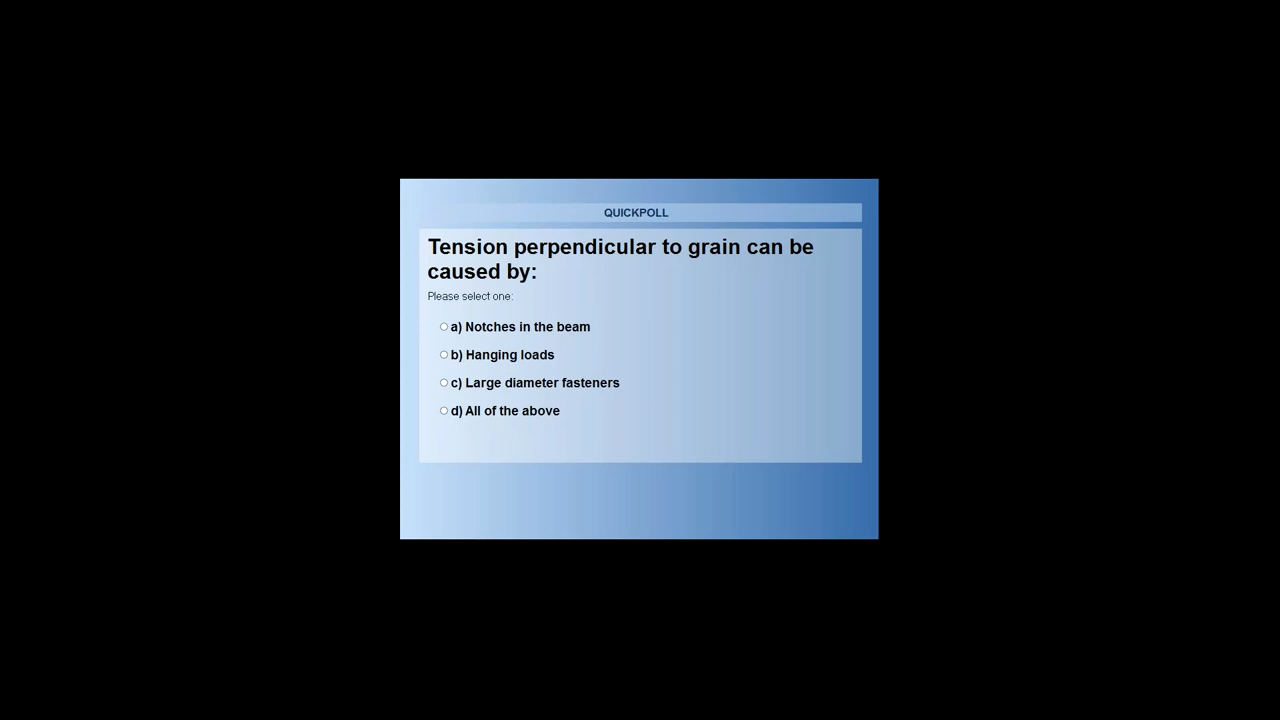 QUICKPOLL
Tension perpendicular to grain can be
caused by:
Please select one:
a) Notches in the beam
b) Hanging loads
c) Large diameter fasteners
d) All of the above